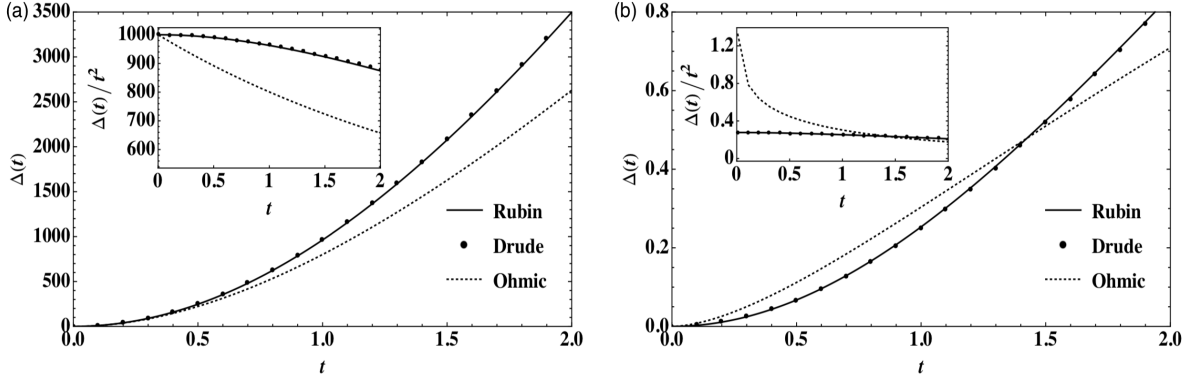 (a)
3500
3000
2500
2000
1500
1000
500
0
Δ(t)
0.0 0.5 1.0 1.5 2.0
t
1000
900
800
700
600
Δ(t) / t²
0 0.5 1 1.5 2
t
Rubin
Drude
Ohmic
(b)
0.8
0.6
0.4
0.2
0.0
Δ(t)
0.0 0.5 1.0 1.5 2.0
t
1.2
0.8
0.4
0
Δ(t) / t²
0 0.5 1 1.5 2
t
Rubin
Drude
Ohmic